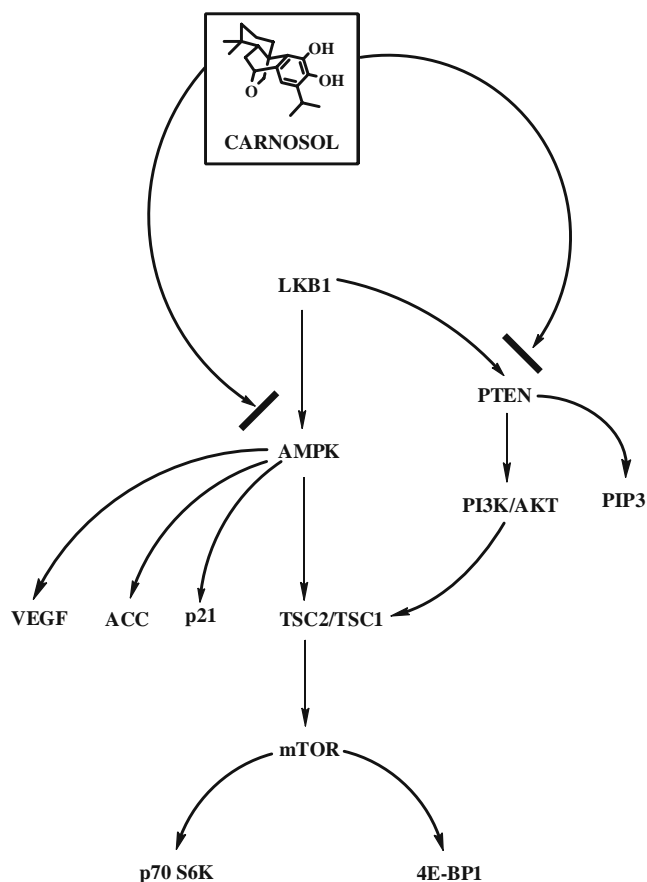 OH
OH
O
CARNOSOL
LKB1
PTEN
AMPK
PI3K/AKT
PIP3
VEGF
ACC
p21
TSC2/TSC1
mTOR
p70 S6K
4E-BP1